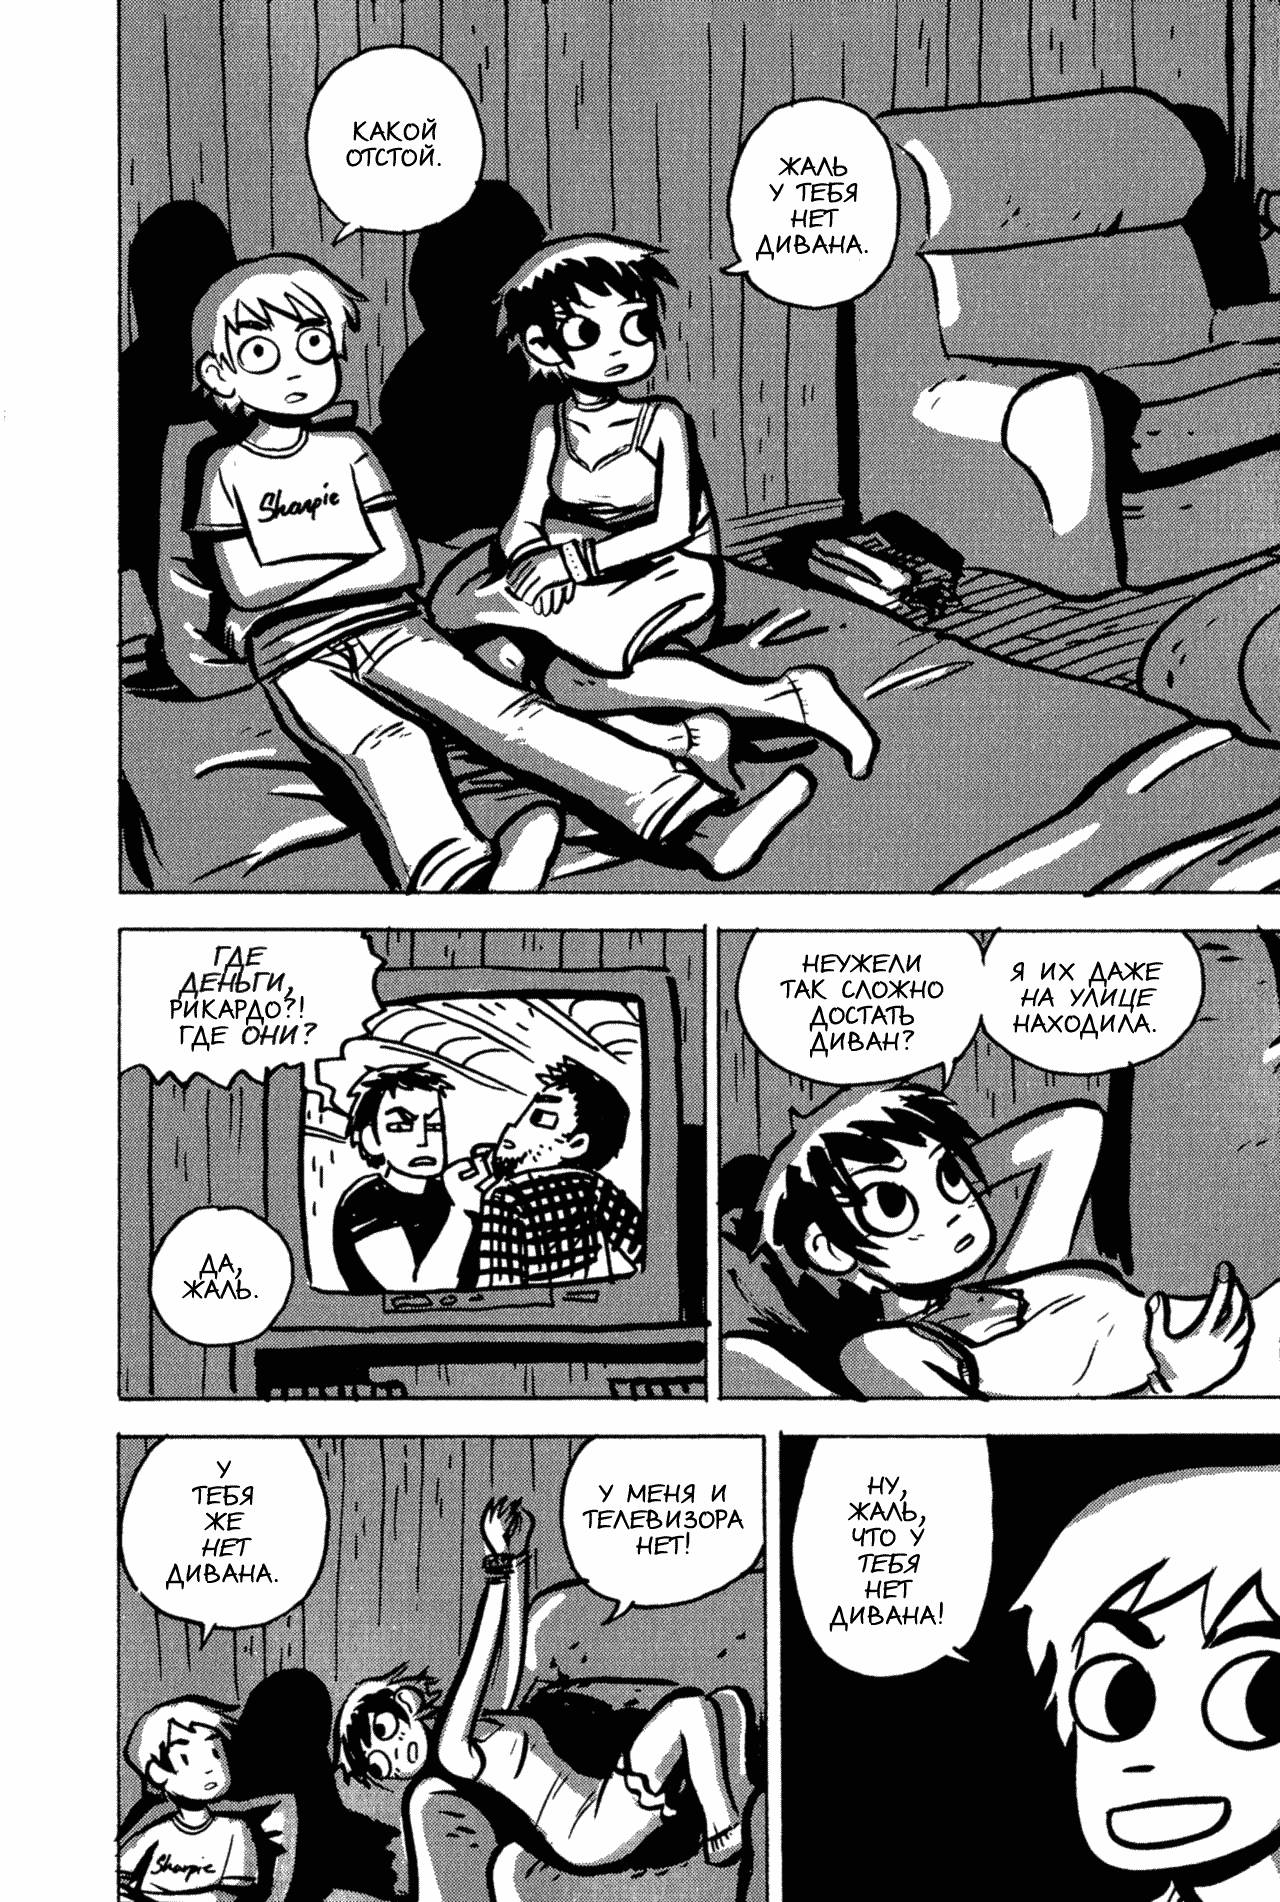 КАКОЙ
ОТСТОЙ.
ЖАЛЬ
У ТЕБЯ
НЕТ
ДИВАНА.
Sharpie
ГДЕ
ДЕНЬГИ,
РИКАРДО?!
ГДЕ ОНИ?
ДА,
ЖАЛЬ.
НЕУЖЕЛИ
ТАК СЛОЖНО
ДОСТАТЬ
ДИВАН?
Я ИХ ДАЖЕ
НА УЛИЦЕ
НАХОДИЛА.
У
ТЕБЯ
ЖЕ
НЕТ
ДИВАНА.
У МЕНЯ И
ТЕЛЕВИЗОРА
НЕТ!
Sharpie
НУ,
ЖАЛЬ,
ЧТО У
ТЕБЯ
НЕТ
ДИВАНА!